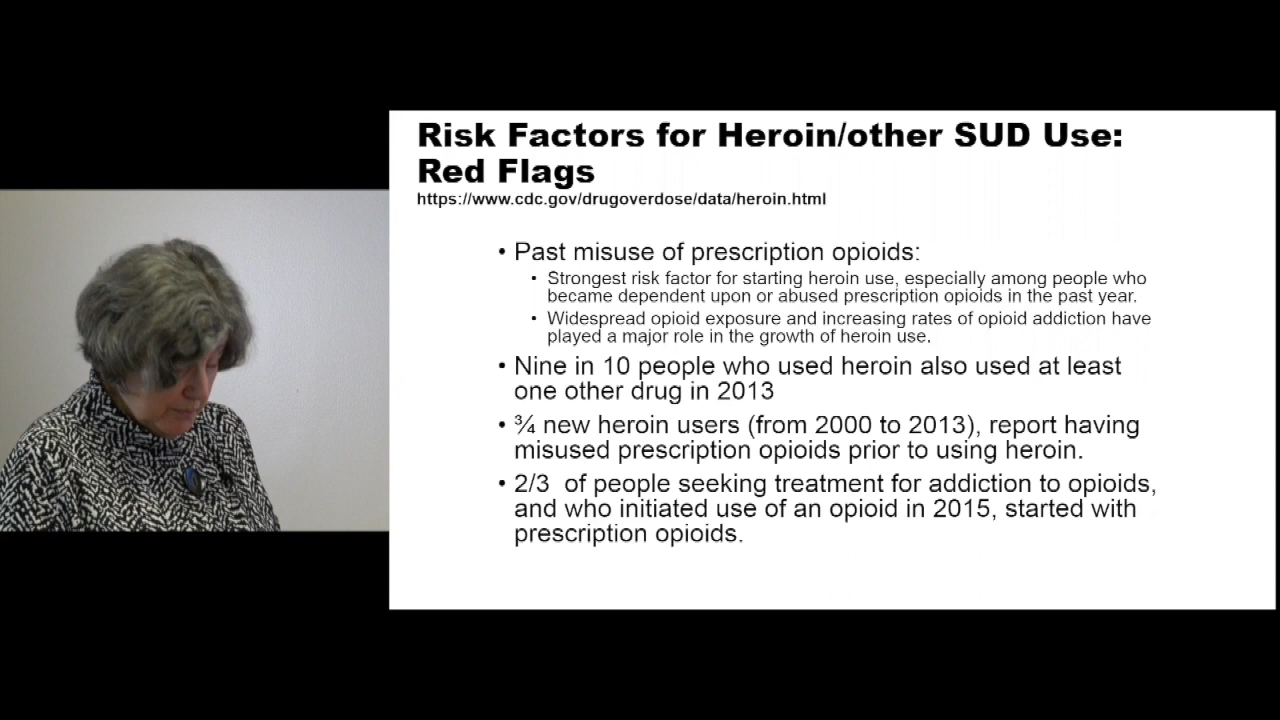 Risk Factors for Heroin/other SUD Use:
Red Flags
https://www.cdc.gov/drugoverdose/data/heroin.html
• Past misuse of prescription opioids:
• Strongest risk factor for starting heroin use, especially among people who
became dependent upon or abused prescription opioids in the past year.
• Widespread opioid exposure and increasing rates of opioid addiction have
played a major role in the growth of heroin use.
• Nine in 10 people who used heroin also used at least
one other drug in 2013
• ¾ new heroin users (from 2000 to 2013), report having
misused prescription opioids prior to using heroin.
• 2/3 of people seeking treatment for addiction to opioids,
and who initiated use of an opioid in 2015, started with
prescription opioids.